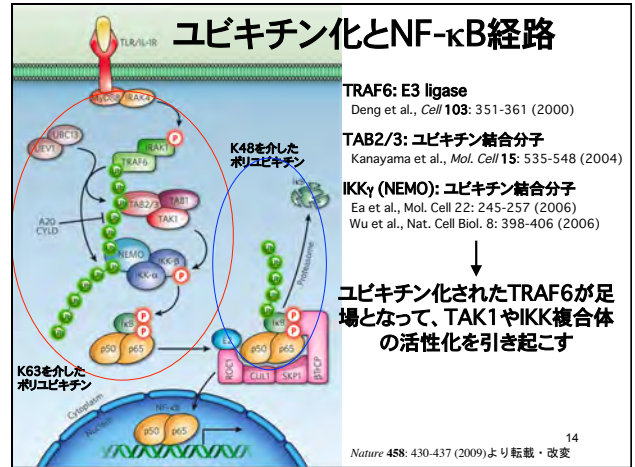 ユビキチン化とNF-κB経路
TLR/IL-1R
MyD88
IRAK4
P
IRAK1
TRAF6
UBC13
UEV1
K48を介した
ポリユビキチン
TAB2/3
TAB1
TAK1
A20
CYLD
NEMO
IKK-β
IKK-α
P
P
P
IκB
p50
p65
K63を介した
ポリユビキチン
IκB
Proteasome
P
P
IκB
E2
p50
p65
ROC1
CUL1
SKP1
βTrCP
Cytoplasm
Nucleus
NF-κB
p50
p65
TRAF6: E3 ligase
Deng et al., Cell 103: 351-361 (2000)
TAB2/3: ユビキチン結合分子
Kanayama et al., Mol. Cell 15: 535-548 (2004)
IKKγ (NEMO): ユビキチン結合分子
Ea et al., Mol. Cell 22: 245-257 (2006)
Wu et al., Nat. Cell Biol. 8: 398-406 (2006)
ユビキチン化されたTRAF6が足
場となって、TAK1やIKK複合体
の活性化を引き起こす
14
Nature 458: 430-437 (2009)より転載・改変